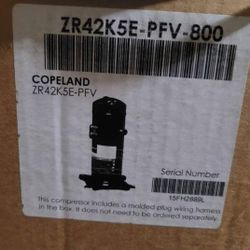 ZR42K5E-PFV-800
COPELAND
ZR42K5E-PFV
Serial Number
15FH2889L
This compressor includes a molded plug wiring harness
in the box. It does not need to be ordered separately.